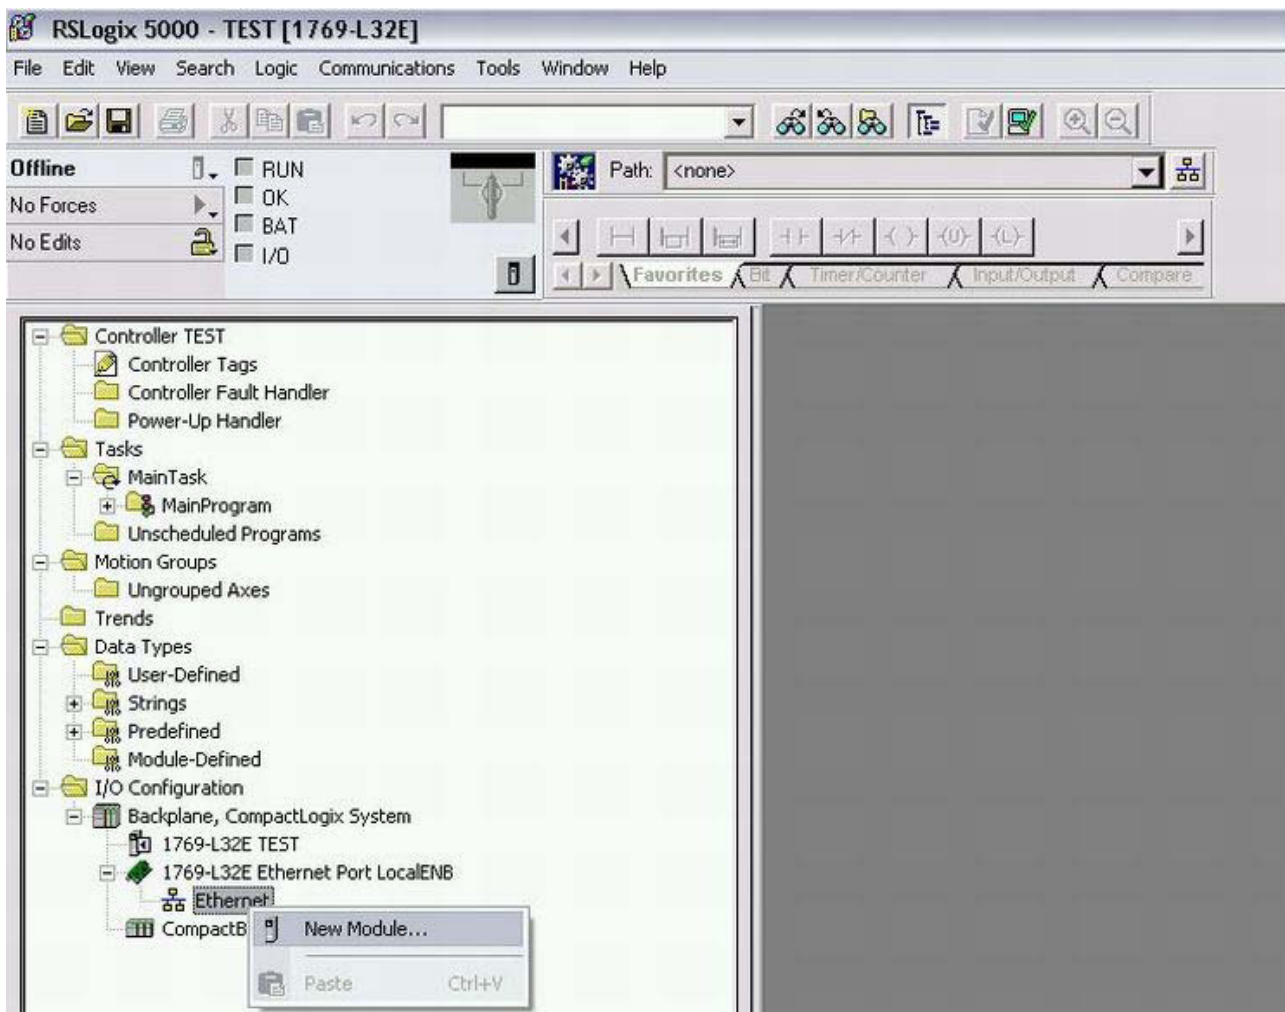 RSLogix 5000 - TEST [1769-L32E]
File Edit View Search Logic Communications Tools Window Help
Offline
RUN
Path: <none>
No Forces
OK
No Edits
BAT
I/O
Favorites Bit Timer/Counter Input/Output Compare
Controller TEST
Controller Tags
Controller Fault Handler
Power-Up Handler
Tasks
MainTask
MainProgram
Unscheduled Programs
Motion Groups
Ungrouped Axes
Trends
Data Types
User-Defined
Strings
Predefined
Module-Defined
I/O Configuration
Backplane, CompactLogix System
1769-L32E TEST
1769-L32E Ethernet Port LocalENB
Ethernet
CompactB
New Module...
Paste Ctrl+V